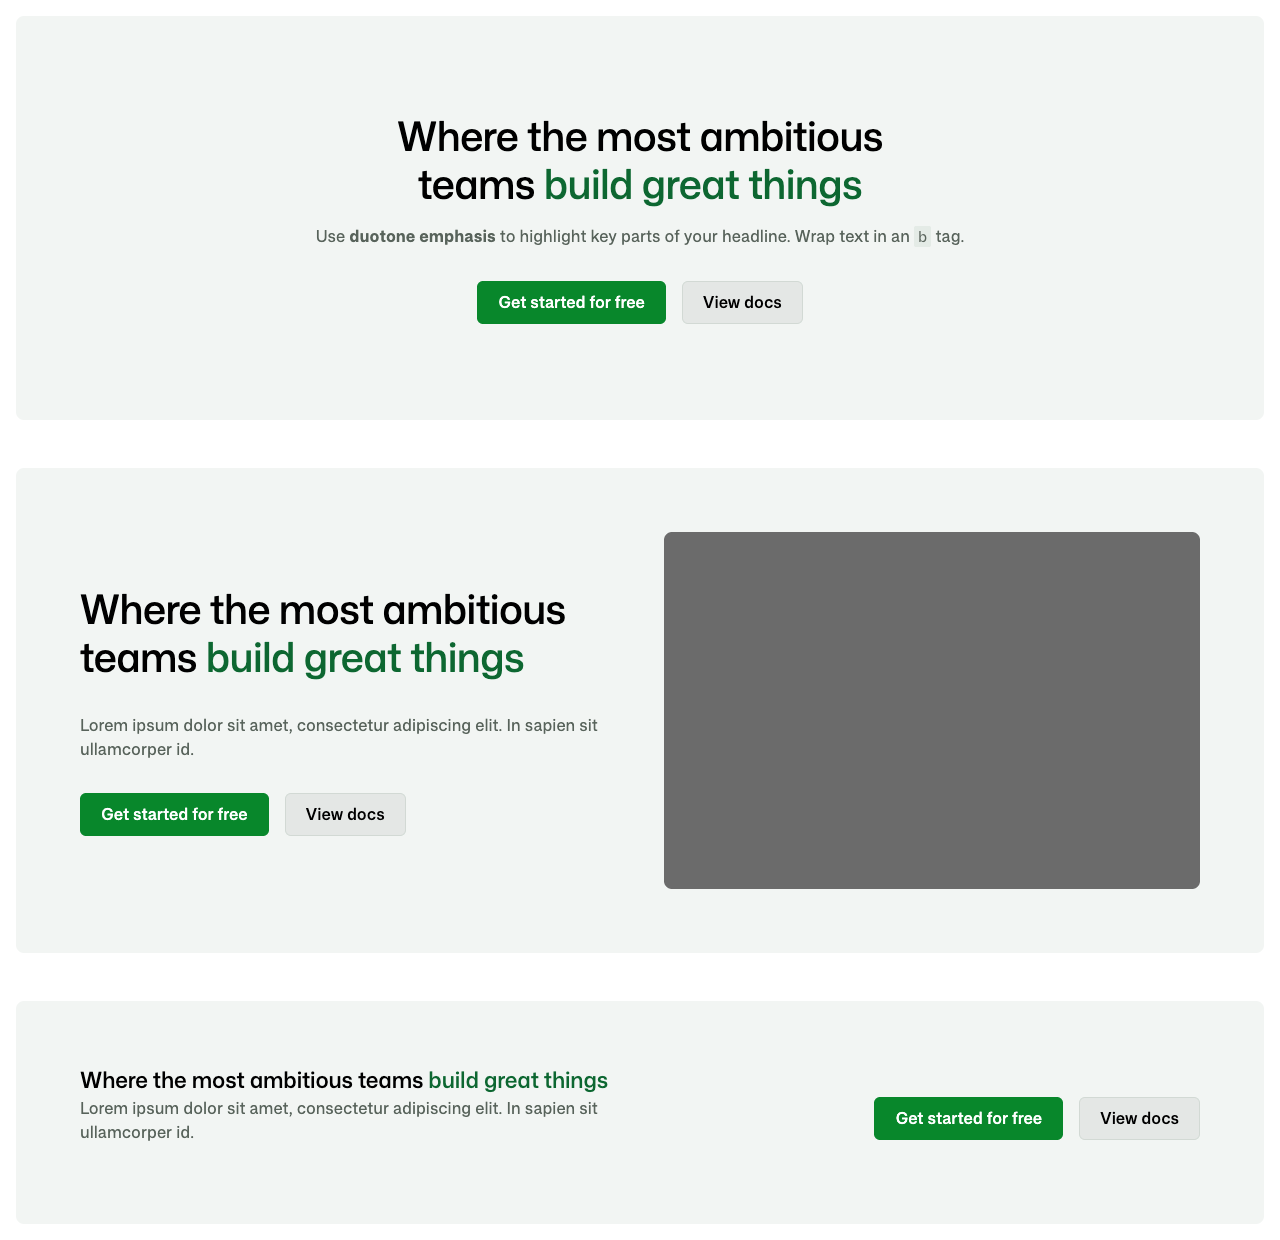 Where the most ambitious
teams build great things
Use duotone emphasis to highlight key parts of your headline. Wrap text in an b tag.
Get started for free
View docs
Where the most ambitious
teams build great things
Lorem ipsum dolor sit amet, consectetur adipiscing elit. In sapien sit
ullamcorper id.
Get started for free
View docs
Where the most ambitious teams build great things
Lorem ipsum dolor sit amet, consectetur adipiscing elit. In sapien sit
ullamcorper id.
Get started for free
View docs